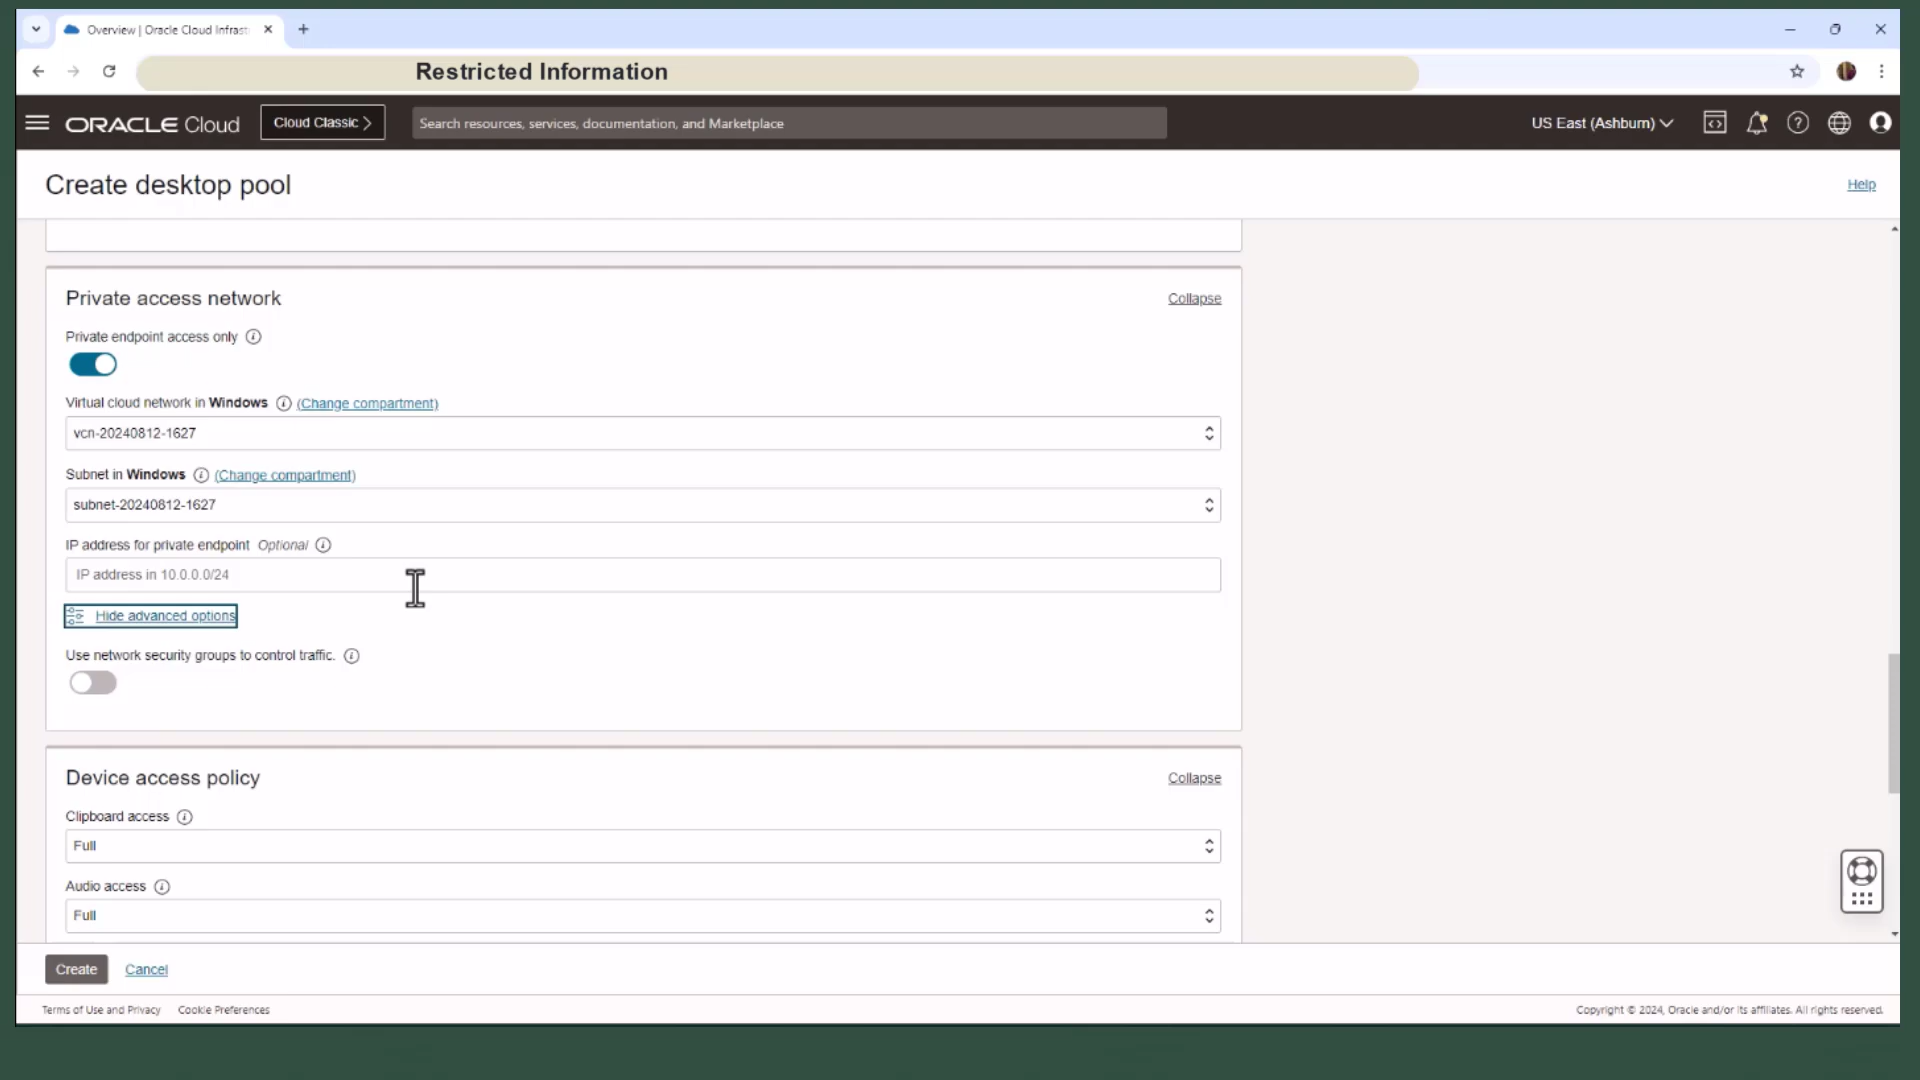 Overview | Oracle Cloud Infrast
Restricted Information
ORACLE Cloud
Cloud Classic >
Search resources, services, documentation, and Marketplace
US East (Ashburn)
Create desktop pool
Help
Private access network
Collapse
Private endpoint access only
Virtual cloud network in Windows (Change compartment)
vcn-20240812-1627
Subnet in Windows (Change compartment)
subnet-20240812-1627
IP address for private endpoint Optional
IP address in 10.0.0.0/24
Hide advanced options
Use network security groups to control traffic.
Device access policy
Collapse
Clipboard access
Full
Audio access
Full
Create
Cancel
Terms of Use and Privacy
Cookie Preferences
Copyright © 2024, Oracle and/or its affiliates. All rights reserved.